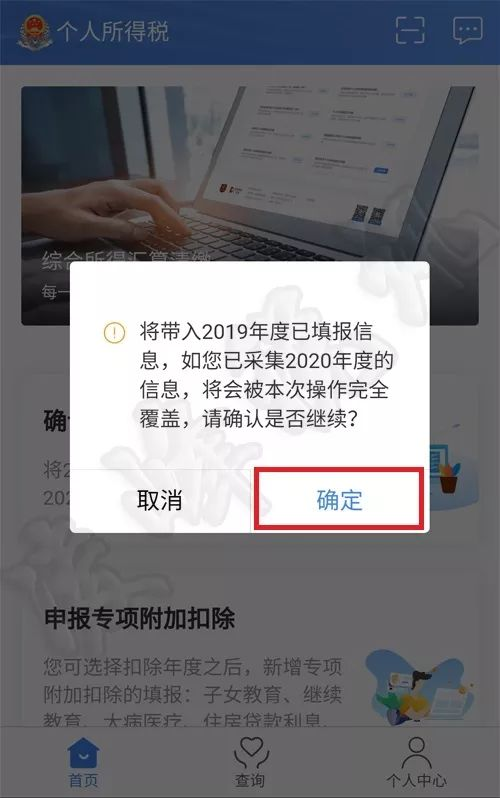 个人所得税
综合所得汇算清缴
每一
将带入2019年度已填报信
息，如您已采集2020年度的
信息，将会被本次操作完全
覆盖，请确认是否继续？
取消
确定
确
将2
202
申报专项附加扣除
您可选择扣除年度之后，新增专项
附加扣除的填报：子女教育、继续
教育、大病医疗、住房贷款利息、
首页
查询
个人中心